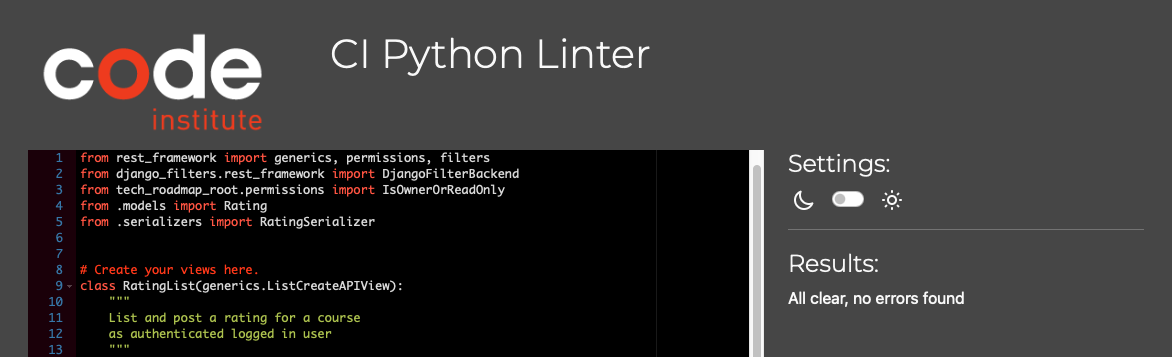 code
institute
CI Python Linter
1 from rest_framework import generics, permissions, filters
2 from django_filters.rest_framework import DjangoFilterBackend
3 from tech_roadmap_root.permissions import IsOwnerOrReadOnly
4 from .models import Rating
5 from .serializers import RatingSerializer
6
7
8 # Create your views here.
9 class RatingList(generics.ListCreateAPIView):
10     """
11     List and post a rating for a course
12     as authenticated logged in user
13     """
Settings:
Results:
All clear, no errors found